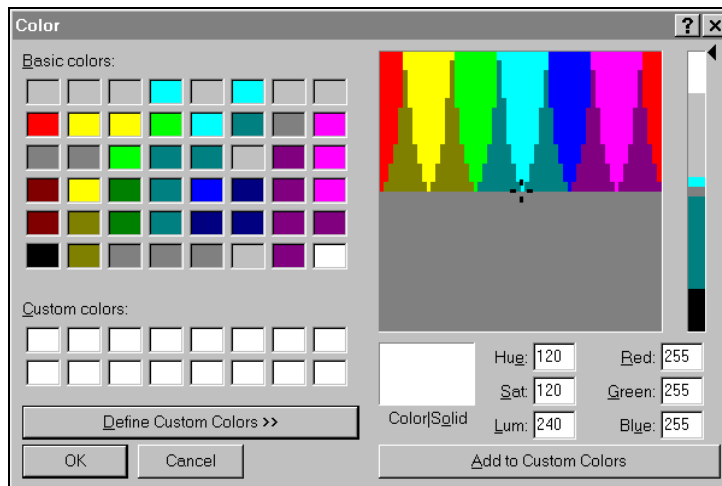 Color
Basic colors:
Custom colors:
Define Custom Colors >>
OK Cancel
Color|Solid
Hue: 120 Red: 255
Sat: 120 Green: 255
Lum: 240 Blue: 255
Add to Custom Colors